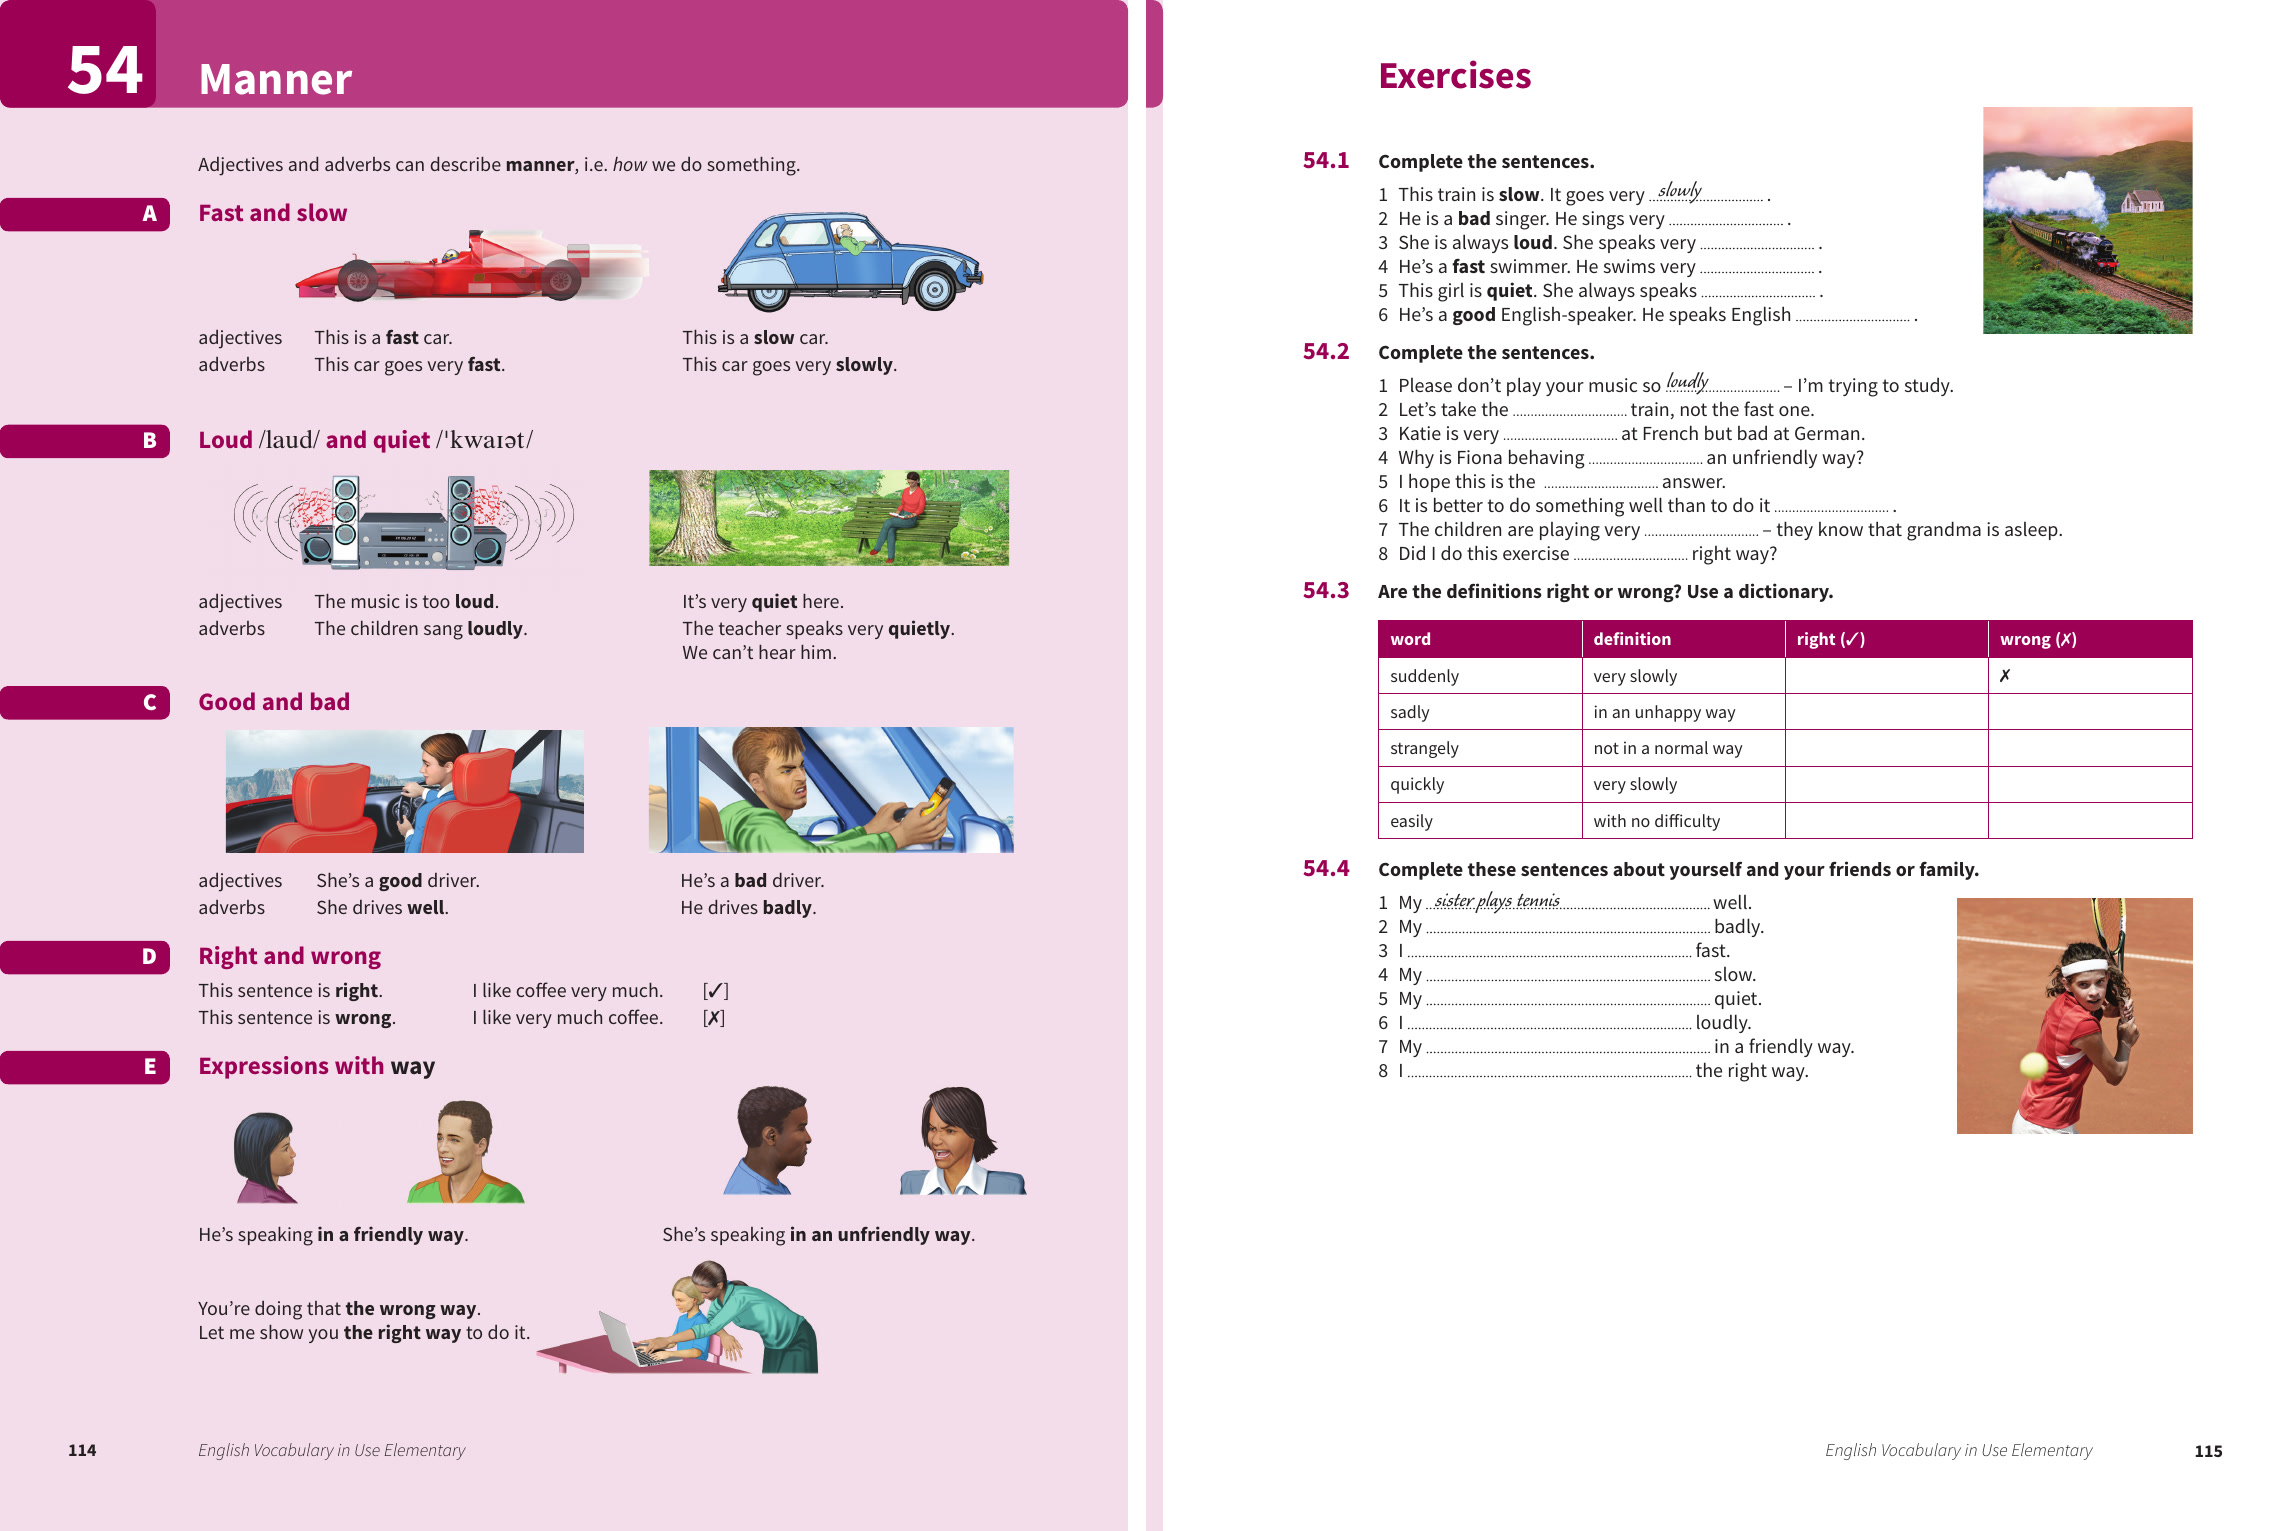 54 Manner
Adjectives and adverbs can describe manner, i.e. how we do something.
A Fast and slow
adjectives This is a fast car. This is a slow car.
adverbs This car goes very fast. This car goes very slowly.
B Loud /laud/ and quiet /ˈkwaɪət/
adjectives The music is too loud. It's very quiet here.
adverbs The children sang loudly. The teacher speaks very quietly.
We can't hear him.
C Good and bad
adjectives She's a good driver. He's a bad driver.
adverbs She drives well. He drives badly.
D Right and wrong
This sentence is right. I like coffee very much. [✓]
This sentence is wrong. I like very much coffee. [✗]
E Expressions with way
He's speaking in a friendly way. She's speaking in an unfriendly way.
You're doing that the wrong way.
Let me show you the right way to do it.
114 English Vocabulary in Use Elementary
Exercises
54.1 Complete the sentences.
1 This train is slow. It goes very slowly .
2 He is a bad singer. He sings very .
3 She is always loud. She speaks very .
4 He's a fast swimmer. He swims very .
5 This girl is quiet. She always speaks .
6 He's a good English-speaker. He speaks English .
54.2 Complete the sentences.
1 Please don't play your music so loudly – I'm trying to study.
2 Let's take the train, not the fast one.
3 Katie is very at French but bad at German.
4 Why is Fiona behaving an unfriendly way?
5 I hope this is the answer.
6 It is better to do something well than to do it .
7 The children are playing very – they know that grandma is asleep.
8 Did I do this exercise right way?
54.3 Are the definitions right or wrong? Use a dictionary.
word definition right (✓) wrong (✗)
suddenly very slowly ✗
sadly in an unhappy way
strangely not in a normal way
quickly very slowly
easily with no difficulty
54.4 Complete these sentences about yourself and your friends or family.
1 My sister plays tennis well.
2 My badly.
3 I fast.
4 My slow.
5 My quiet.
6 I loudly.
7 My in a friendly way.
8 I the right way.
English Vocabulary in Use Elementary 115